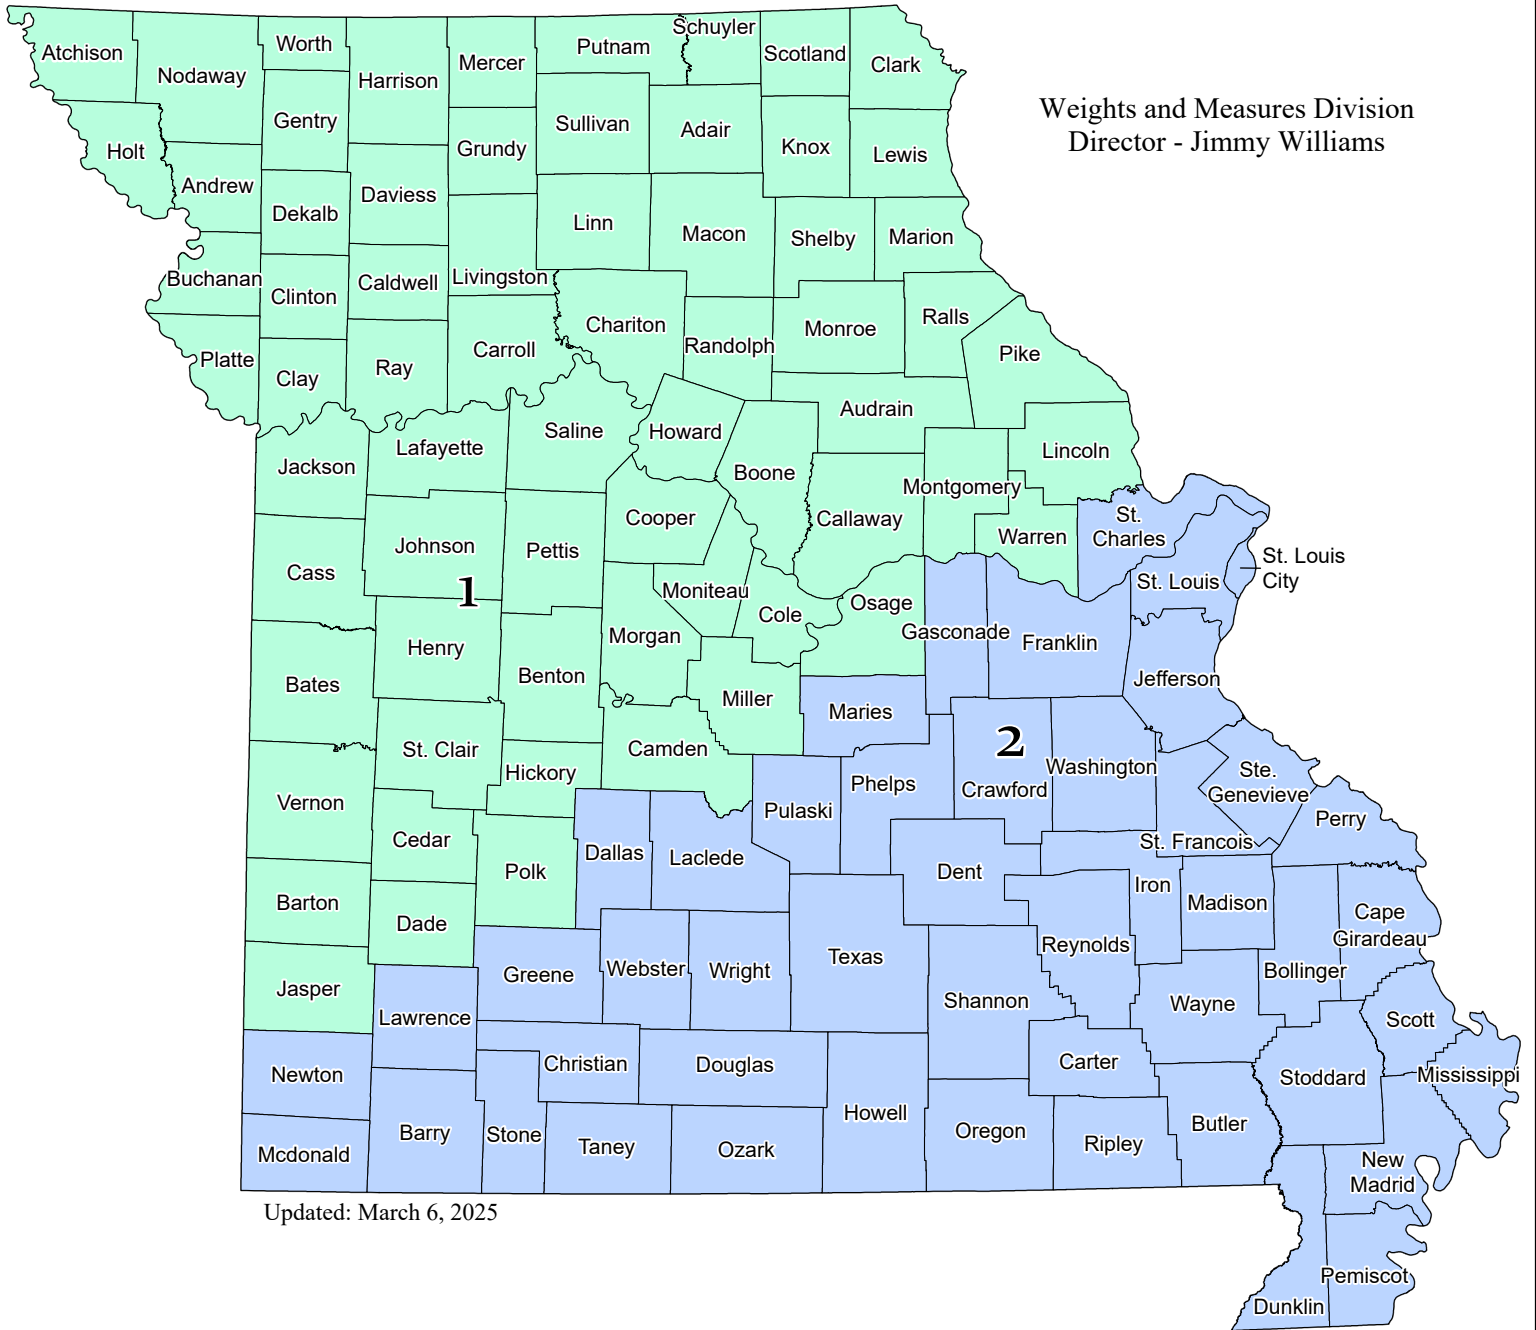 Schuyler
Atchison
Nodaway
Worth
Harrison
Mercer
Putnam
Scotland
Clark
Gentry
Sullivan
Adair
Knox
Lewis
Weights and Measures Division
Director - Jimmy Williams
Holt
Andrew
Dekalb
Daviess
Grundy
Linn
Macon
Shelby
Marion
Buchanan
Clinton
Caldwell
Livingston
Chariton
Randolph
Monroe
Ralls
Pike
Platte
Clay
Ray
Carroll
Audrain
Jackson
Lafayette
Saline
Howard
Boone
Callaway
Montgomery
Lincoln
Warren
St.
Charles
St. Louis
St. Louis
City
Cass
Johnson
1
Pettis
Cooper
Moniteau
Cole
Osage
Gasconade
Franklin
Jefferson
Bates
Henry
Benton
Morgan
Miller
Maries
2
Crawford
Washington
Ste.
Genevieve
Perry
St. Francois
Vernon
St. Clair
Hickory
Camden
Pulaski
Phelps
Cedar
Polk
Dallas
Laclede
Dent
Iron
Madison
Cape
Girardeau
Barton
Dade
Greene
Webster
Wright
Texas
Shannon
Reynolds
Wayne
Bollinger
Scott
Jasper
Lawrence
Christian
Douglas
Howell
Carter
Stoddard
Mississippi
Newton
Barry
Stone
Taney
Ozark
Oregon
Ripley
Butler
New
Madrid
Mcdonald
Pemiscot
Dunklin
Updated: March 6, 2025